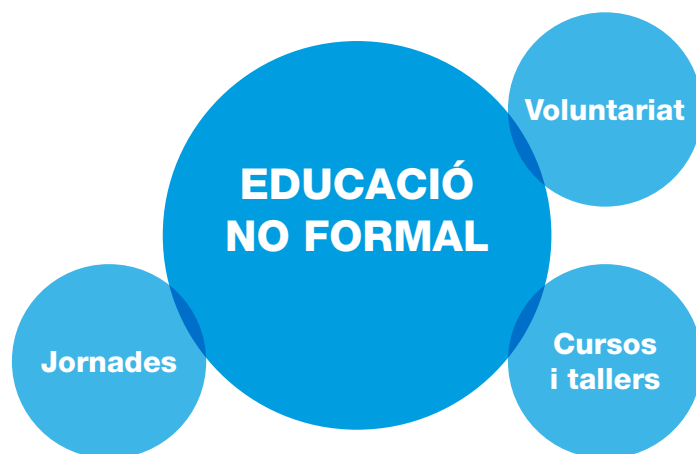 Voluntariat
EDUCACIÓ
NO FORMAL
Jornades
Cursos
i tallers